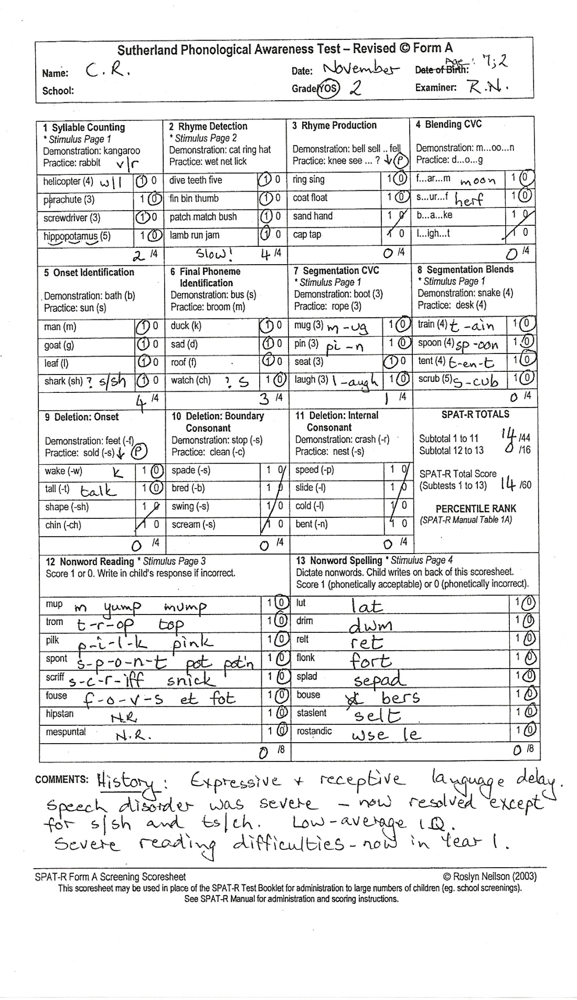 Sutherland Phonological Awareness Test – Revised © Form A
Name: C.R.
Date: November
Date of Birth: Age: 7;2
School:
Grade/YOS 2
Examiner: R.N.
1 Syllable Counting
* Stimulus Page 1
Demonstration: kangaroo
Practice: rabbit v/r
helicopter (4) w/l 1 0
parachute (3) 1 0
screwdriver (3) 1 0
hippopotamus (5) 1 0
2 /4
2 Rhyme Detection
* Stimulus Page 2
Demonstration: cat ring hat
Practice: wet net lick
dive teeth five 1 0
fin bin thumb 1 0
patch match bush 1 0
lamb run jam 1 0
Slow! 4 /4
3 Rhyme Production
Demonstration: bell sell .. fell
Practice: knee see ... ? ↓ P
ring sing 1 0
coat float 1 0
sand hand 1 0
cap tap 1 0
0 /4
4 Blending CVC
Demonstration: m...oo...n
Practice: d...o...g
f...ar...m moon 1 0
s...ur...f herf 1 0
b...a...ke 1 0
l...igh...t 1 0
0 /4
5 Onset Identification
Demonstration: bath (b)
Practice: sun (s)
man (m) 1 0
goat (g) 1 0
leaf (l) 1 0
shark (sh) ? s/sh 1 0
4 /4
6 Final Phoneme
Identification
Demonstration: bus (s)
Practice: broom (m)
duck (k) 1 0
sad (d) 1 0
roof (f) 1 0
watch (ch) ? s 1 0
3 /4
7 Segmentation CVC
* Stimulus Page 1
Demonstration: boot (3)
Practice: rope (3)
mug (3) m-ug 1 0
pin (3) pi-n 1 0
seat (3) 1 0
laugh (3) l-augh 1 0
1 /4
8 Segmentation Blends
* Stimulus Page 1
Demonstration: snake (4)
Practice: desk (4)
train (4) t-ain 1 0
spoon (4) sp-oon 1 0
tent (4) t-en-t 1 0
scrub (5) s-cub 1 0
0 /4
9 Deletion: Onset
Demonstration: feet (-f)
Practice: sold (-s) ↓ P
wake (-w) k 1 0
tall (-t) talk 1 0
shape (-sh) 1 0
chin (-ch) 1 0
0 /4
10 Deletion: Boundary
Consonant
Demonstration: stop (-s)
Practice: clean (-c)
spade (-s) 1 0
bred (-b) 1 0
swing (-s) 1 0
scream (-s) 1 0
0 /4
11 Deletion: Internal
Consonant
Demonstration: crash (-r)
Practice: nest (-s)
speed (-p) 1 0
slide (-l) 1 0
cold (-l) 1 0
bent (-n) 1 0
0 /4
SPAT-R TOTALS
Subtotal 1 to 11 14 /44
Subtotal 12 to 13 0 /16
SPAT-R Total Score
(Subtests 1 to 13) 14 /60
PERCENTILE RANK
(SPAT-R Manual Table 1A)
12 Nonword Reading * Stimulus Page 3
Score 1 or 0. Write in child's response if incorrect.
mup m yump mump 1 0
trom t-r-op top 1 0
pilk p-i-l-k pink 1 0
spont s-p-o-n-t pot pot'n 1 0
scriff s-c-r-iff snick 1 0
fouse f-o-v-s et fot 1 0
hipstan N.R. 1 0
mespuntal N.R. 1 0
0 /8
13 Nonword Spelling * Stimulus Page 4
Dictate nonwords. Child writes on back of this scoresheet.
Score 1 (phonetically acceptable) or 0 (phonetically incorrect).
lut lat 1 0
drim dwm 1 0
relt ret 1 0
flonk fort 1 0
splad sepad 1 0
bouse bers 1 0
staslent selt 1 0
rostandic wse le 1 0
0 /8
COMMENTS: History: Expressive + receptive language delay.
Speech disorder was severe – now resolved except
for s/sh and ts/ch. Low-average IQ.
Severe reading difficulties – now in Year 1.
SPAT-R Form A Screening Scoresheet
© Roslyn Neilson (2003)
This scoresheet may be used in place of the SPAT-R Test Booklet for administration to large numbers of children (eg. school screenings).
See SPAT-R Manual for administration and scoring instructions.